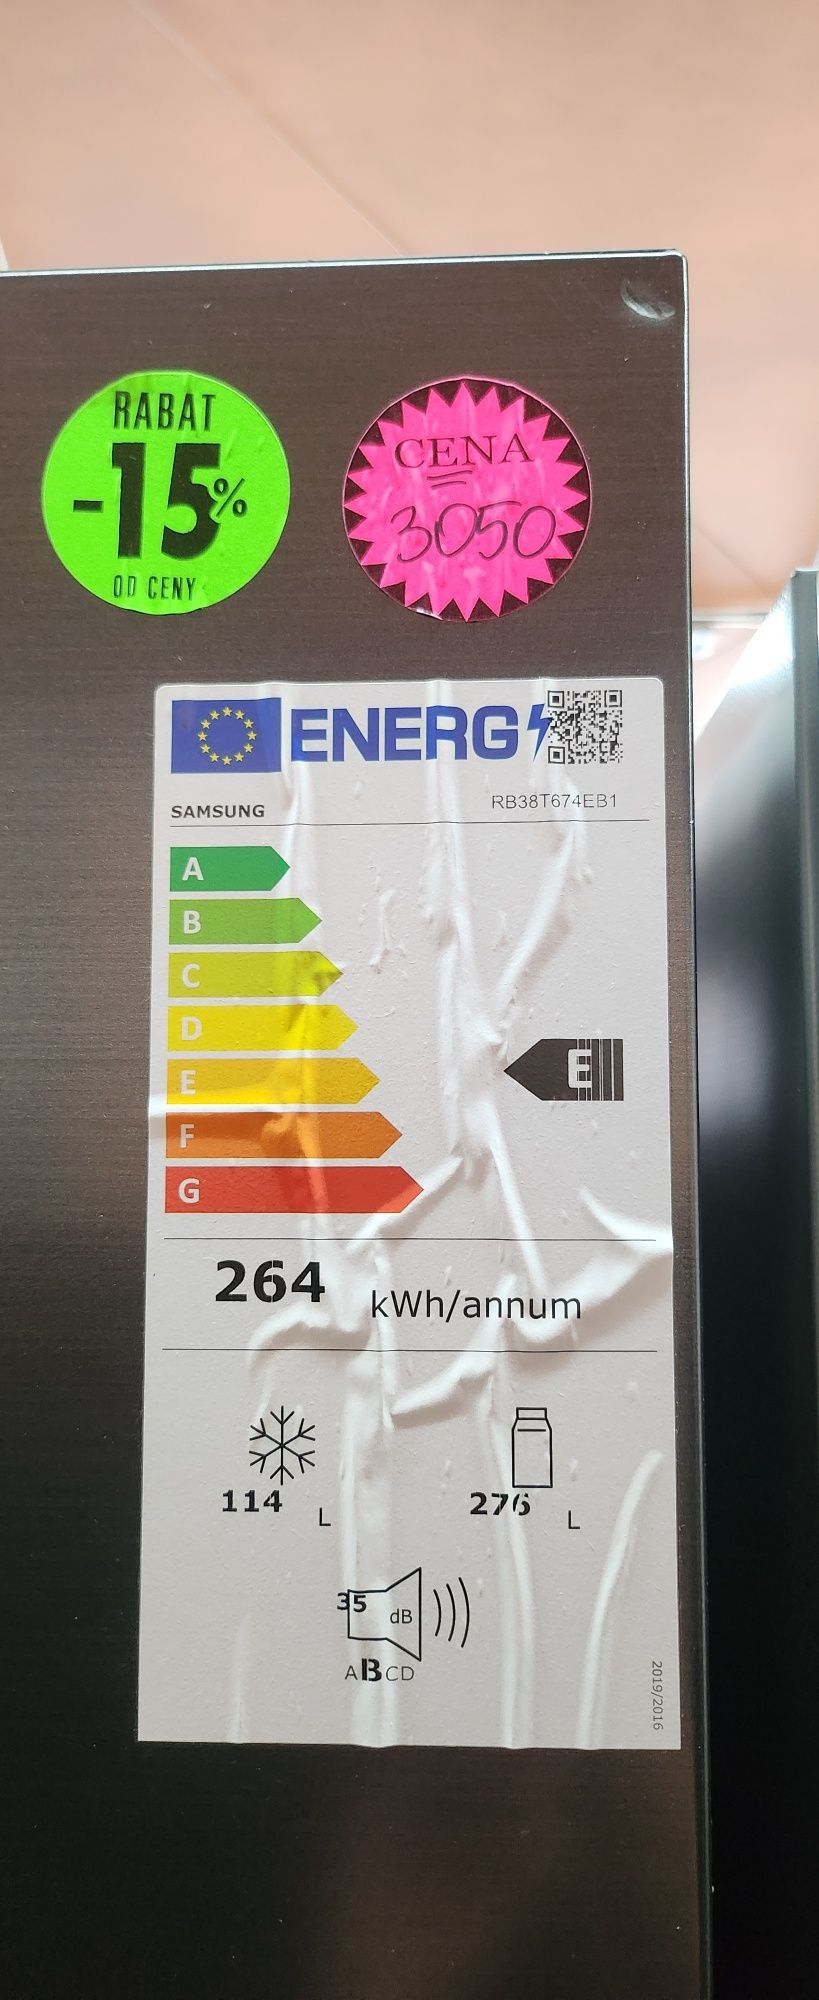 RABAT
-15%
OD CENY
CENA
3050
ENERG
SAMSUNG
RB38T674EB1
A
B
C
D
E
E
F
G
264 kWh/annum
114 L
276 L
35 dB
ABCD
2019/2016